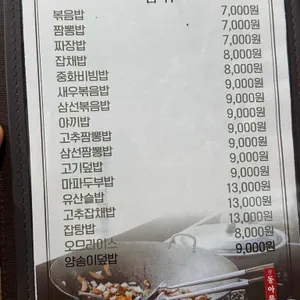 볶음밥 7,000원
짬뽕밥 7,000원
짜장밥 7,000원
잡채밥 8,000원
중화비빔밥 8,000원
새우볶음밥 9,000원
삼선볶음밥 9,000원
야끼밥 9,000원
고추짬뽕밥 9,000원
삼선짬뽕밥 9,000원
고기덮밥 9,000원
마파두부밥 9,000원
유산슬밥 13,000원
고추잡채밥 13,000원
잡탕밥 13,000원
오므라이스 8,000원
양송이덮밥 9,000원